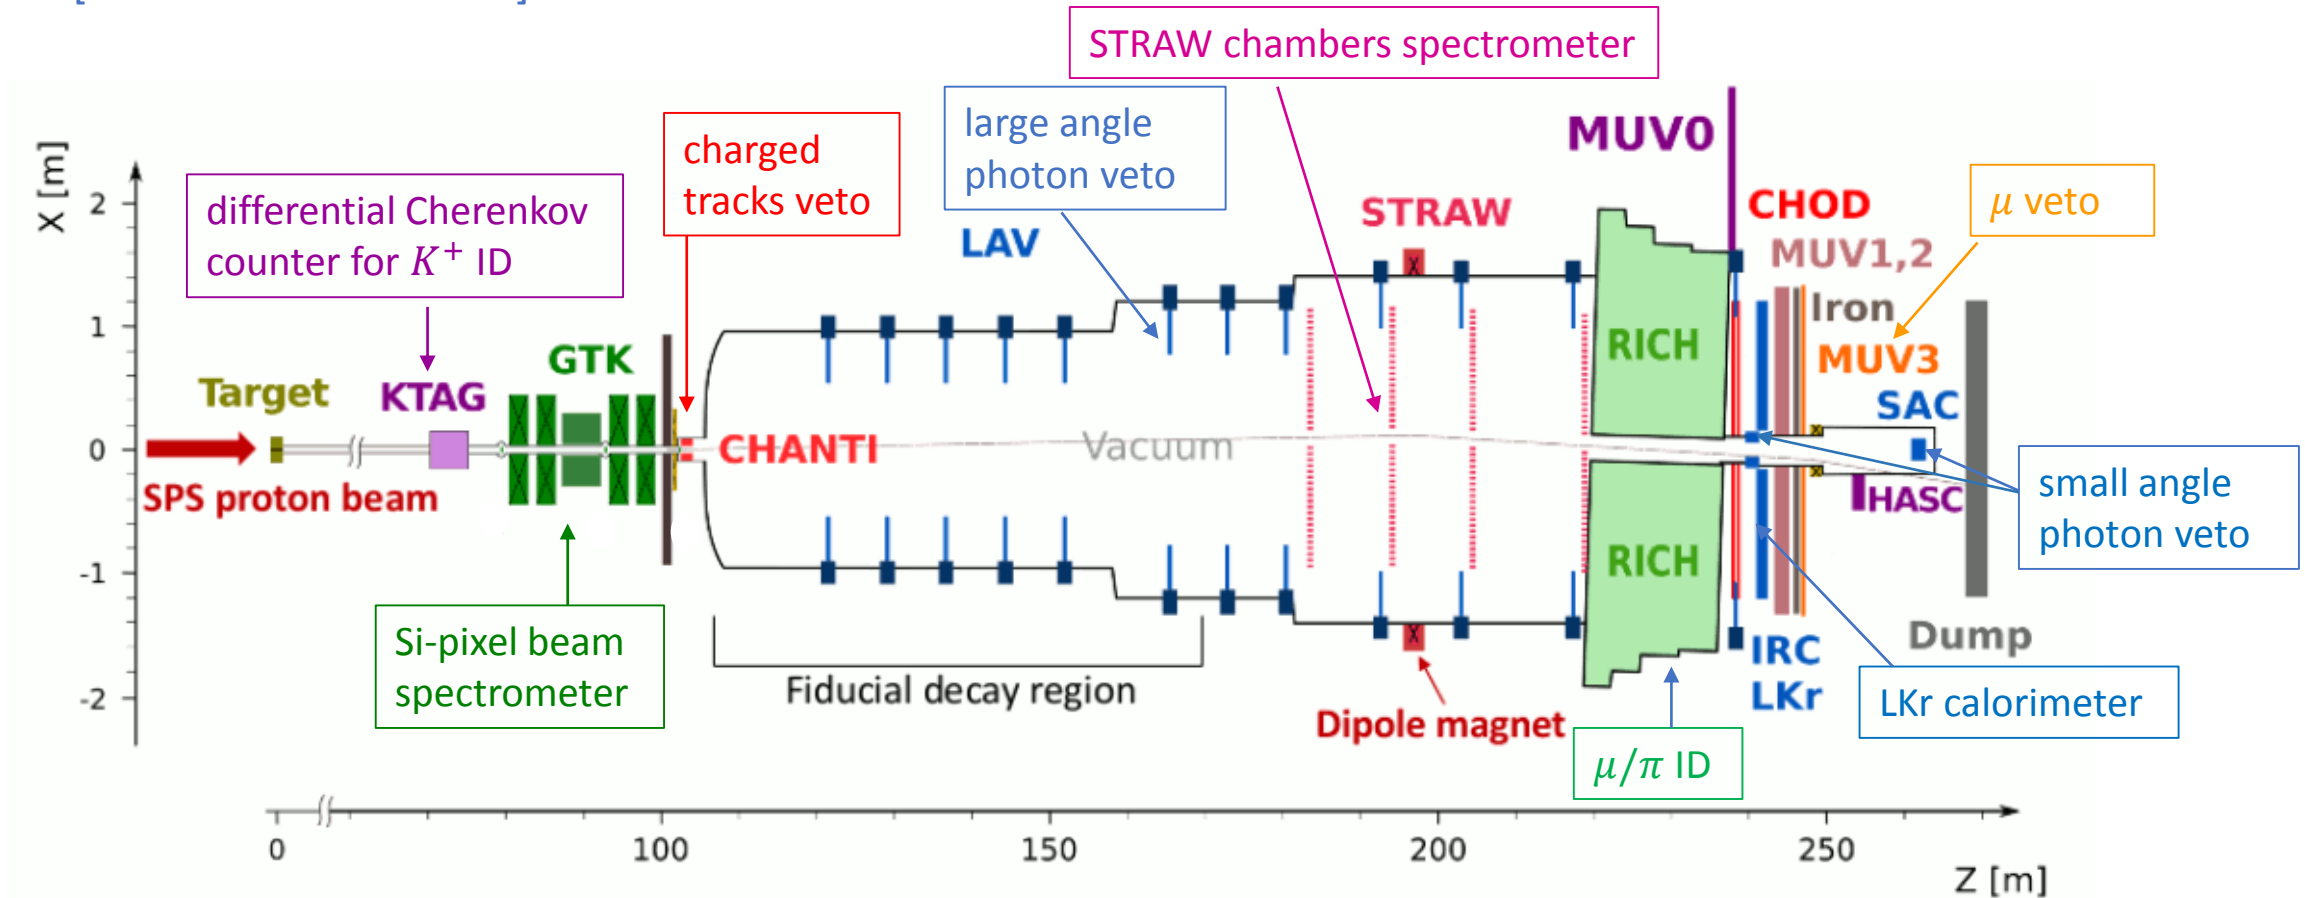 STRAW chambers spectrometer
large angle
photon veto
charged
tracks veto
differential Cherenkov
counter for K⁺ ID
μ veto
MUV0
X [m]
2
1
0
-1
-2
STRAW
CHOD
LAV
MUV1,2
Iron
MUV3
GTK
RICH
Target
KTAG
SAC
CHANTI
Vacuum
SPS proton beam
HASC
small angle
photon veto
RICH
Si-pixel beam
spectrometer
Dump
IRC
LKr
LKr calorimeter
Fiducial decay region
Dipole magnet
μ/π ID
0
100
150
200
250
Z [m]